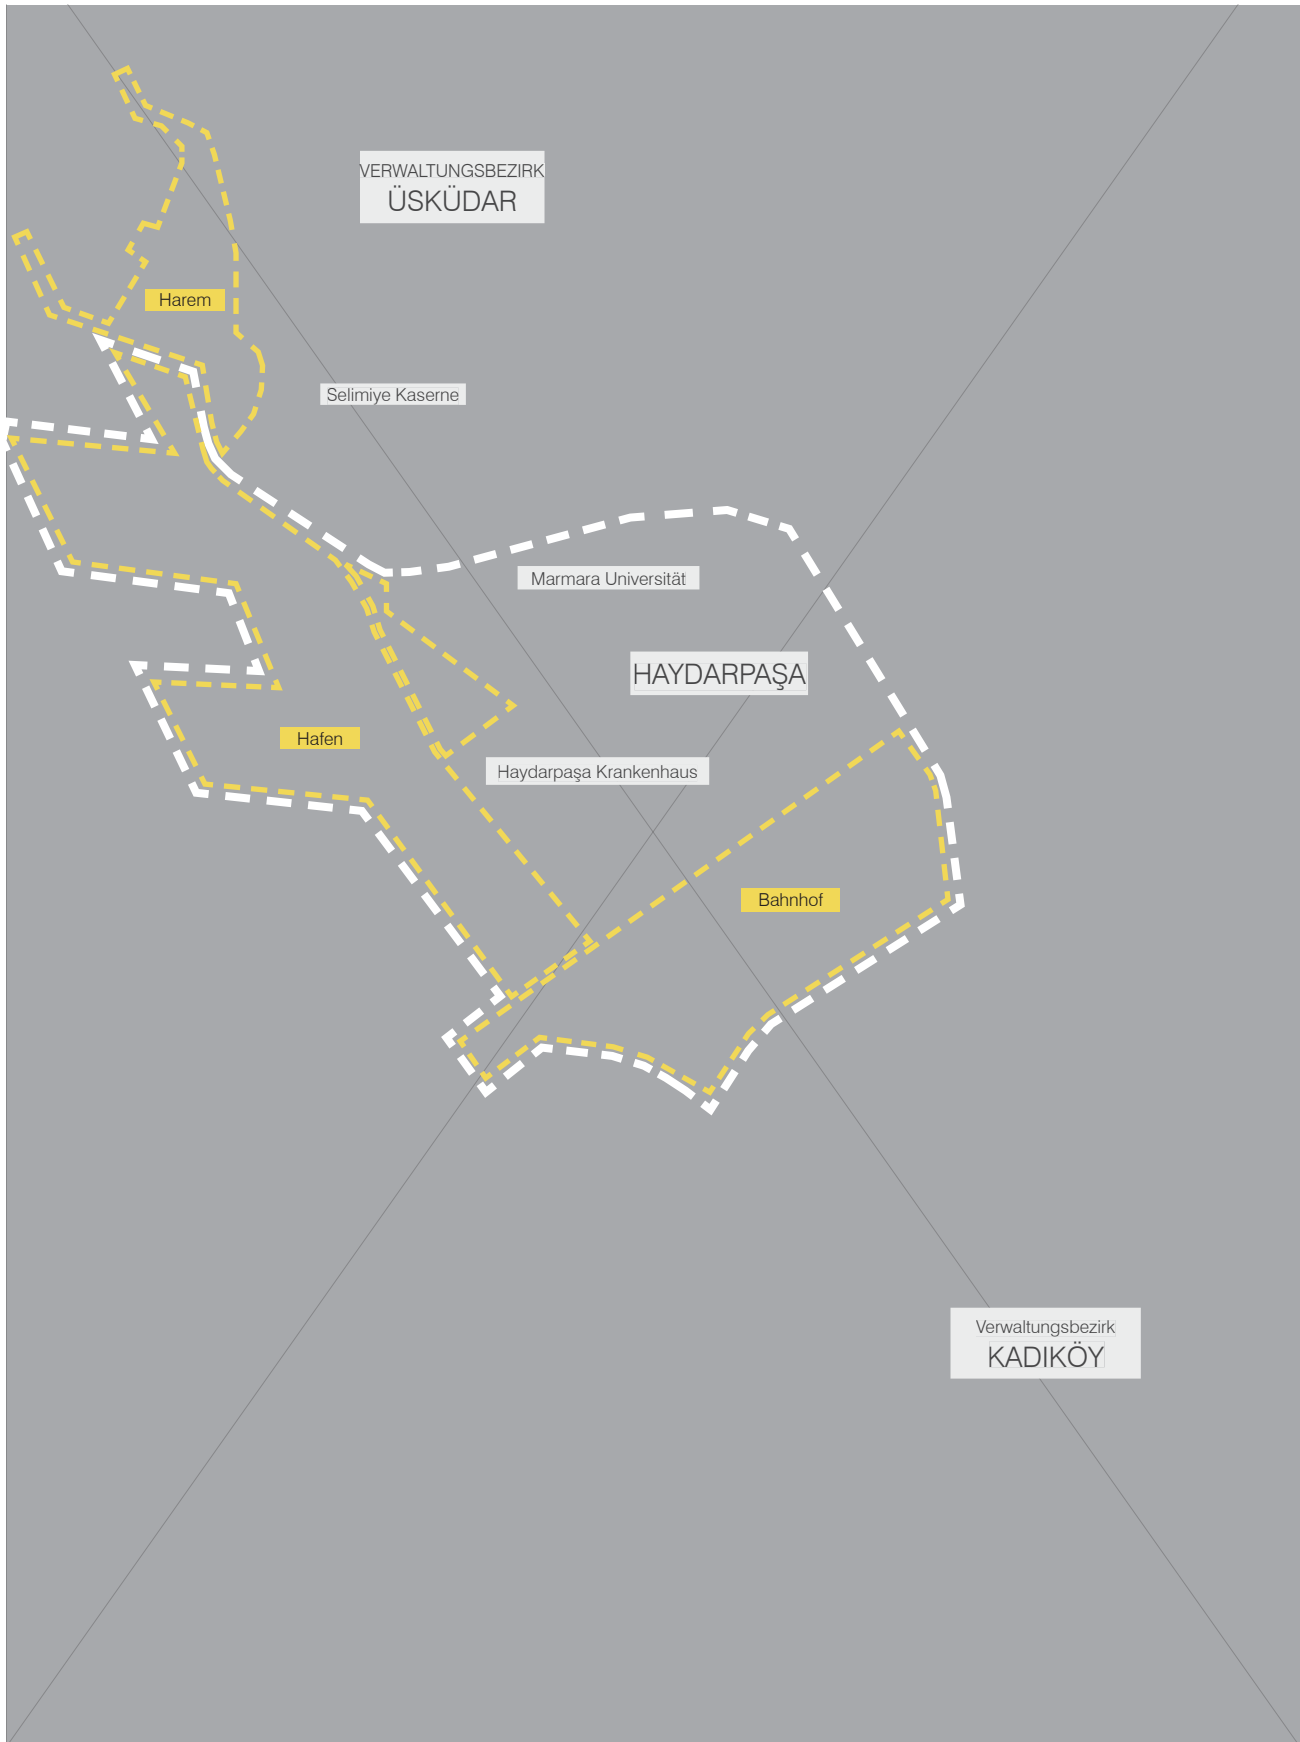 VERWALTUNGSBEZIRK
ÜSKÜDAR
Harem
Selimiye Kaserne
Marmara Universität
HAYDARPAŞA
Hafen
Haydarpaşa Krankenhaus
Bahnhof
Verwaltungsbezirk
KADIKÖY